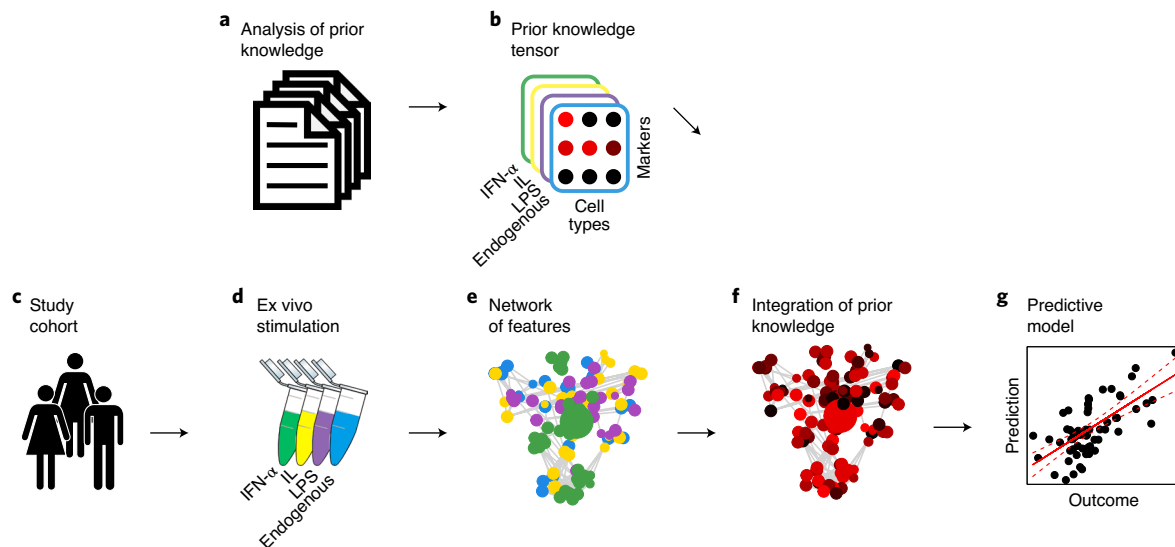 a Analysis of prior
knowledge
b Prior knowledge
tensor
IFN-α
IL
LPS
Endogenous
Cell
types
Markers
c Study
cohort
d Ex vivo
stimulation
IFN-α
IL
LPS
Endogenous
e Network
of features
f Integration of prior
knowledge
g Predictive
model
Prediction
Outcome